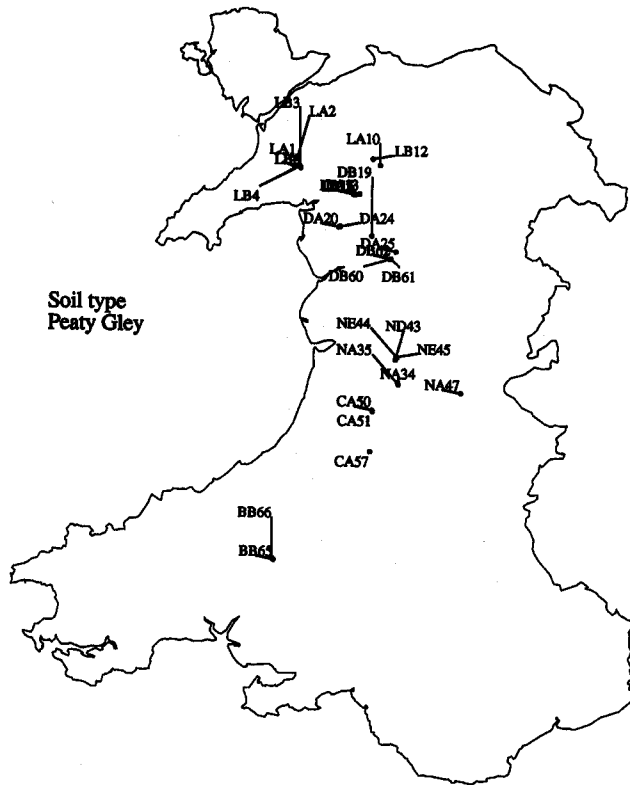 LB3
LA2
LA1
LA10
LB12
LB4
DB19
DA20
DA24
DA25
DB60
DB61
Soil type
Peaty Gley
NE44
ND43
NA35
NE45
NA34
NA47
CA50
CA51
CA57
BB66
BB65